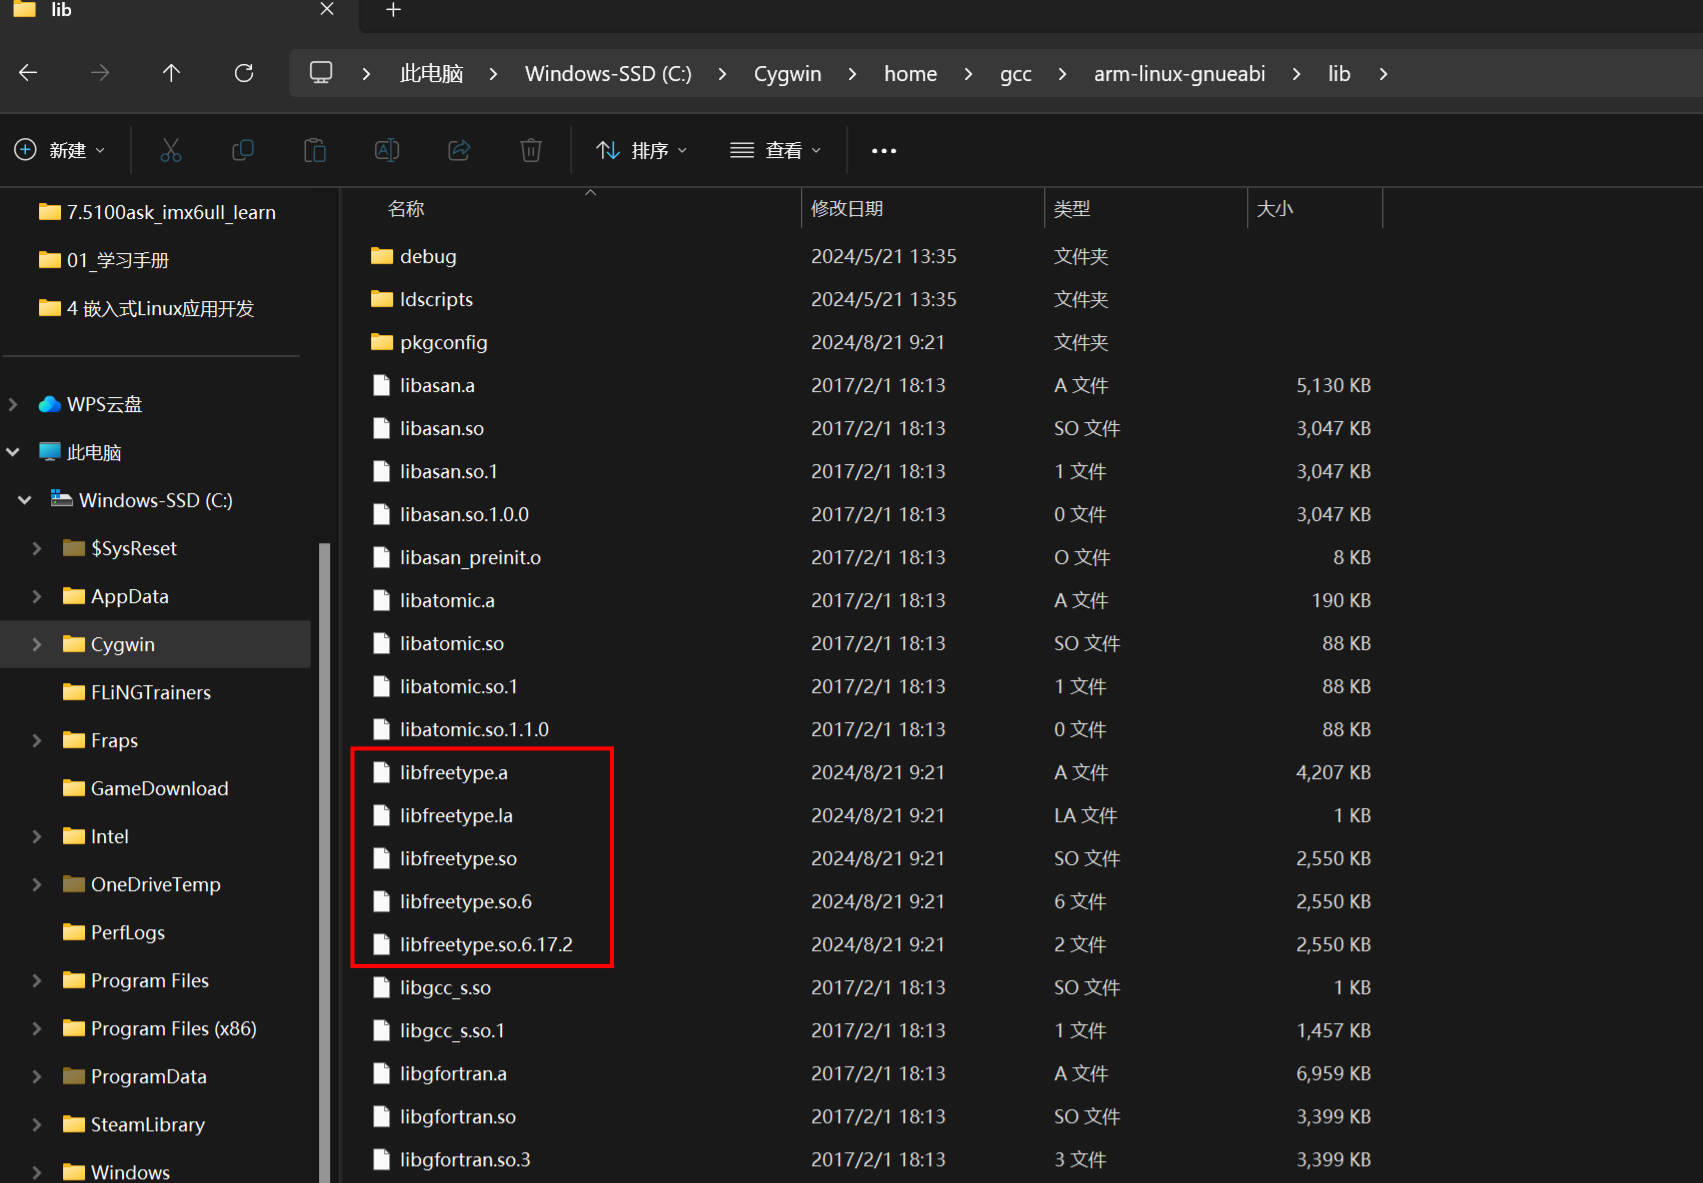 lib
此电脑 Windows-SSD (C:) Cygwin home gcc arm-linux-gnueabi lib
新建 排序 查看
7.5100ask_imx6ull_learn
01_学习手册
4 嵌入式Linux应用开发
WPS云盘
此电脑
Windows-SSD (C:)
$SysReset
AppData
Cygwin
FLiNGTrainers
Fraps
GameDownload
Intel
OneDriveTemp
PerfLogs
Program Files
Program Files (x86)
ProgramData
SteamLibrary
Windows
名称 修改日期 类型 大小
debug 2024/5/21 13:35 文件夹
ldscripts 2024/5/21 13:35 文件夹
pkgconfig 2024/8/21 9:21 文件夹
libasan.a 2017/2/1 18:13 A 文件 5,130 KB
libasan.so 2017/2/1 18:13 SO 文件 3,047 KB
libasan.so.1 2017/2/1 18:13 1 文件 3,047 KB
libasan.so.1.0.0 2017/2/1 18:13 0 文件 3,047 KB
libasan_preinit.o 2017/2/1 18:13 O 文件 8 KB
libatomic.a 2017/2/1 18:13 A 文件 190 KB
libatomic.so 2017/2/1 18:13 SO 文件 88 KB
libatomic.so.1 2017/2/1 18:13 1 文件 88 KB
libatomic.so.1.1.0 2017/2/1 18:13 0 文件 88 KB
libfreetype.a 2024/8/21 9:21 A 文件 4,207 KB
libfreetype.la 2024/8/21 9:21 LA 文件 1 KB
libfreetype.so 2024/8/21 9:21 SO 文件 2,550 KB
libfreetype.so.6 2024/8/21 9:21 6 文件 2,550 KB
libfreetype.so.6.17.2 2024/8/21 9:21 2 文件 2,550 KB
libgcc_s.so 2017/2/1 18:13 SO 文件 1 KB
libgcc_s.so.1 2017/2/1 18:13 1 文件 1,457 KB
libgfortran.a 2017/2/1 18:13 A 文件 6,959 KB
libgfortran.so 2017/2/1 18:13 SO 文件 3,399 KB
libgfortran.so.3 2017/2/1 18:13 3 文件 3,399 KB